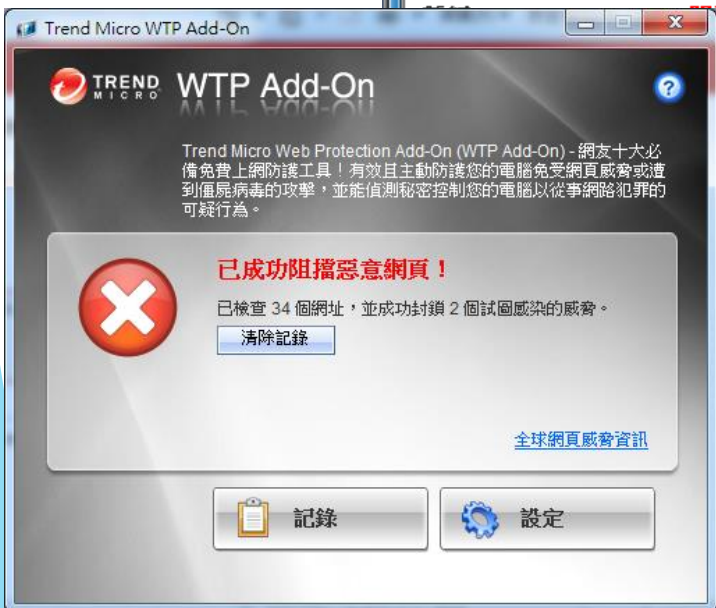 Trend Micro WTP Add-On
TREND MICRO WTP Add-On
Trend Micro Web Protection Add-On (WTP Add-On) - 網友十大必
備免費上網防護工具！有效且主動防護您的電腦免受網頁威脅或遭
到僵屍病毒的攻擊，並能偵測秘密控制您的電腦以從事網路犯罪的
可疑行為。
已成功阻擋惡意網頁！
已檢查 34 個網址，並成功封鎖 2 個試圖感染的威脅。
清除記錄
全球網頁威脅資訊
記錄
設定